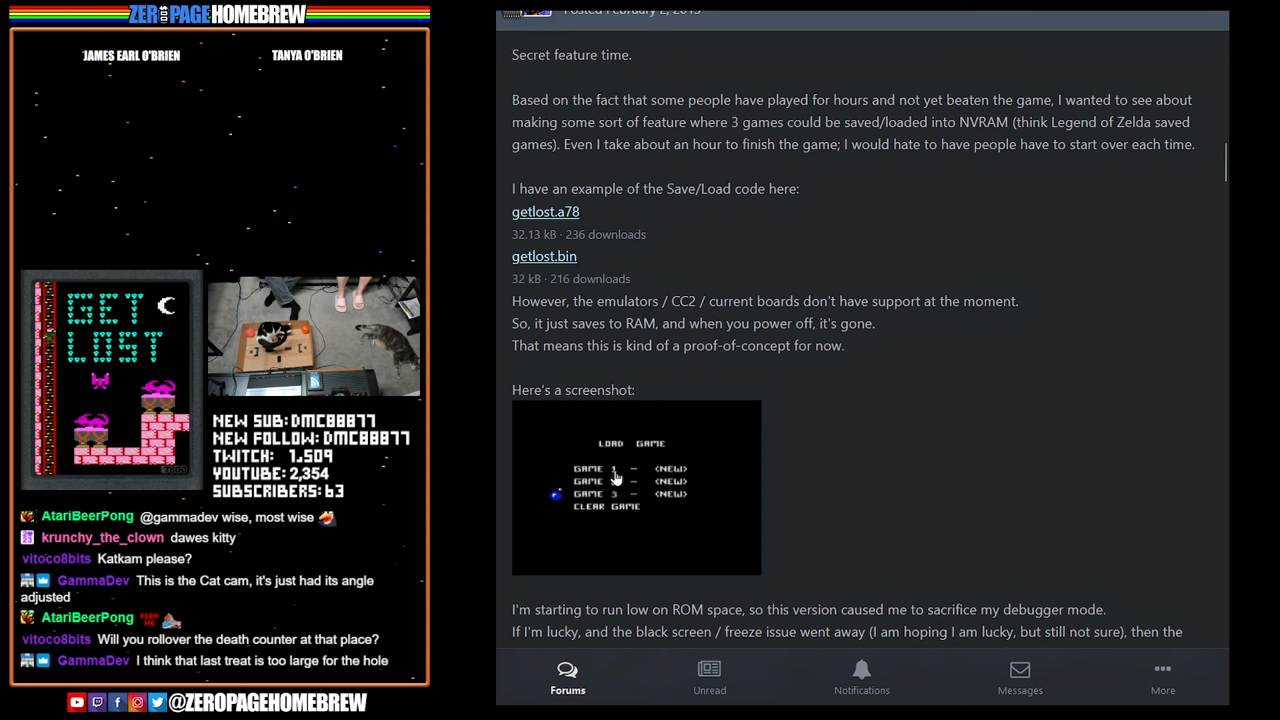 ZEROPAGEHOMEBREW
JAMES EARL O'BRIEN
TANYA O'BRIEN
GET
LOST
7800
NEW SUB: DMC88877
NEW FOLLOW: DMC88877
TWITCH: 1,509
YOUTUBE: 2,354
SUBSCRIBERS: 63
AtariBeerPong @gammadev wise, most wise
krunchy_the_clown dawes kitty
vitoco8bits Katkam please?
GammaDev This is the Cat cam, it's just had its angle
adjusted
AtariBeerPong
vitoco8bits Will you rollover the death counter at that place?
GammaDev I think that last treat is too large for the hole
@ZEROPAGEHOMEBREW
Posted February 2, 2015
Secret feature time.
Based on the fact that some people have played for hours and not yet beaten the game, I wanted to see about
making some sort of feature where 3 games could be saved/loaded into NVRAM (think Legend of Zelda saved
games). Even I take about an hour to finish the game; I would hate to have people have to start over each time.
I have an example of the Save/Load code here:
getlost.a78
32.13 kB · 236 downloads
getlost.bin
32 kB · 216 downloads
However, the emulators / CC2 / current boards don't have support at the moment.
So, it just saves to RAM, and when you power off, it's gone.
That means this is kind of a proof-of-concept for now.
Here's a screenshot:
LOAD GAME
GAME 1 – <NEW>
GAME – <NEW>
GAME 3 – <NEW>
CLEAR GAME
I'm starting to run low on ROM space, so this version caused me to sacrifice my debugger mode.
If I'm lucky, and the black screen / freeze issue went away (I am hoping I am lucky, but still not sure), then the
Forums
Unread
Notifications
Messages
More